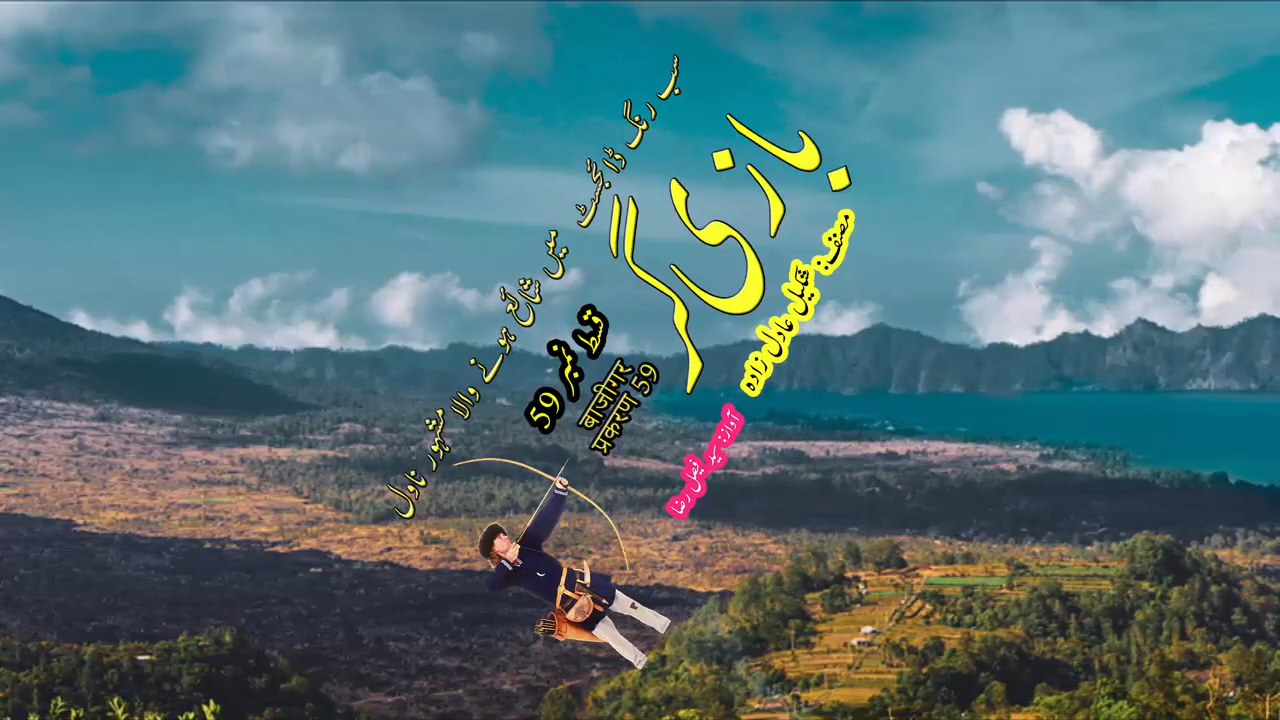 سب رنگ ڈائجسٹ میں شائع ہونے والا مشہور ناول
بازی گر
مصنف: شکیل عادل زادہ
قسط نمبر 59
बाजीगर
प्रकरण 59
آواز: سید فیصل رضا